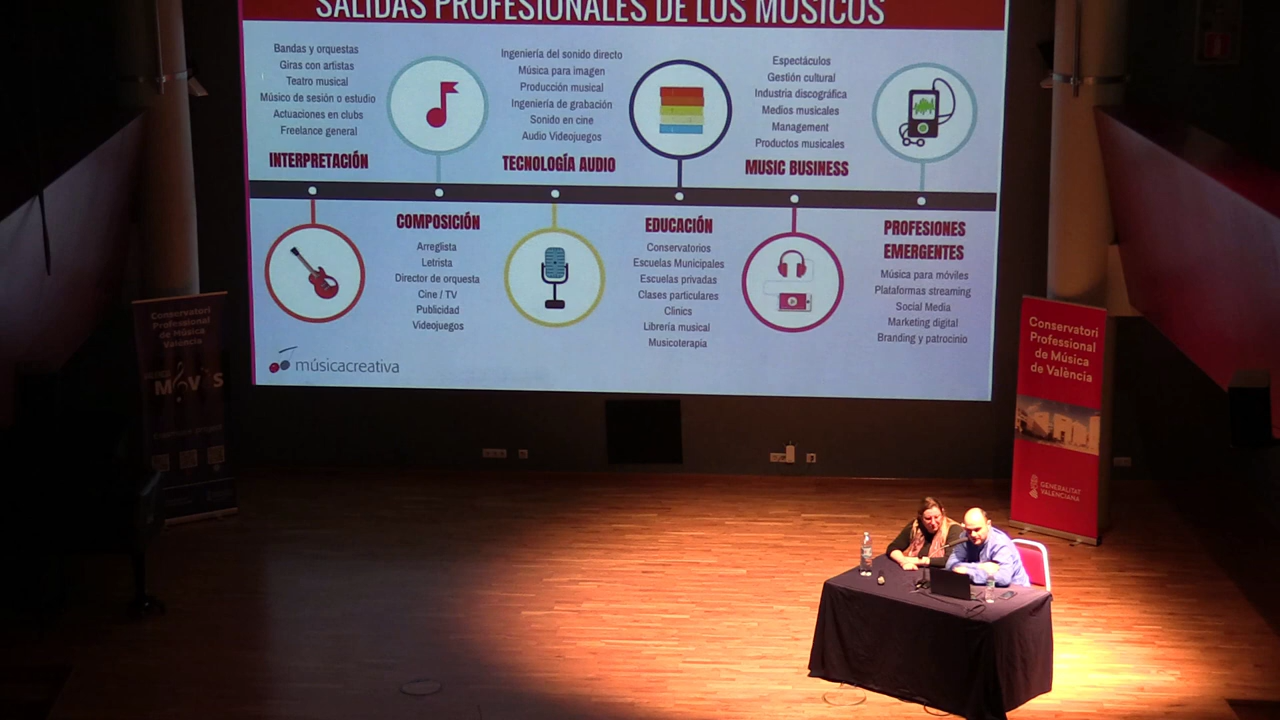 SALIDAS PROFESIONALES DE LOS MÚSICOS
Bandas y orquestas
Giras con artistas
Teatro musical
Músico de sesión o estudio
Actuaciones en clubs
Freelance general
INTERPRETACIÓN
Ingeniería del sonido directo
Música para imagen
Producción musical
Ingeniería de grabación
Sonido en cine
Audio Videojuegos
TECNOLOGÍA AUDIO
Espectáculos
Gestión cultural
Industria discográfica
Medios musicales
Management
Productos musicales
MUSIC BUSINESS
COMPOSICIÓN
Arreglista
Letrista
Director de orquesta
Cine / TV
Publicidad
Videojuegos
EDUCACIÓN
Conservatorios
Escuelas Municipales
Escuelas privadas
Clases particulares
Clinics
Librería musical
Musicoterapia
PROFESIONES
EMERGENTES
Música para móviles
Plataformas streaming
Social Media
Marketing digital
Branding y patrocinio
músicacreativa
Conservatori
Professional
de Música
València
Conservatori
Professional
de Música
de València
GENERALITAT
VALENCIANA